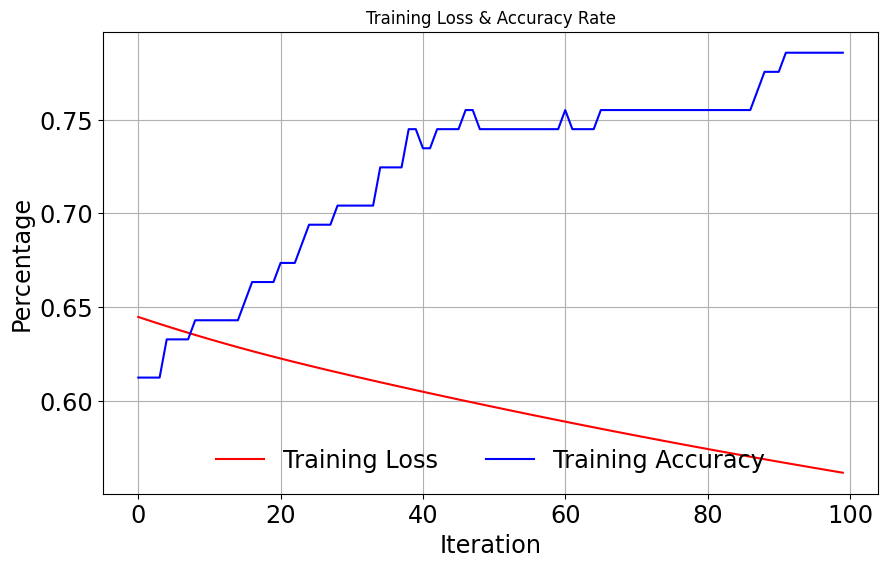 Training Loss & Accuracy Rate
Percentage
0.75
0.70
0.65
0.60
Training Loss
Training Accuracy
0 20 40 60 80 100
Iteration